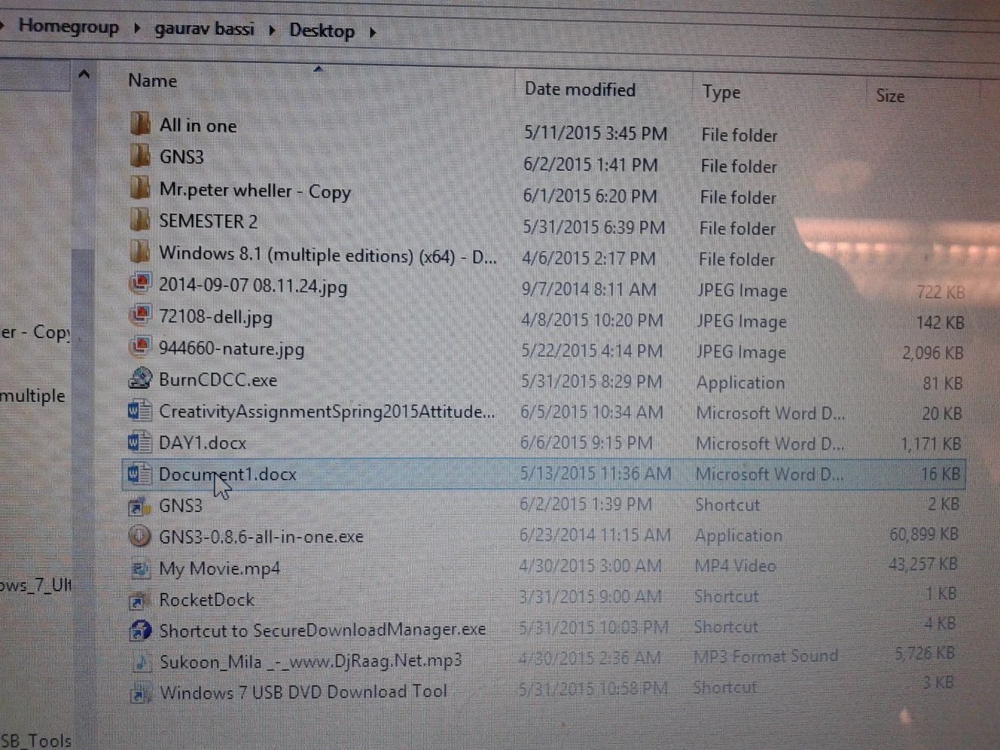 Homegroup gaurav bassi Desktop
Name Date modified Type Size
All in one 5/11/2015 3:45 PM File folder
GNS3 6/2/2015 1:41 PM File folder
Mr.peter wheller - Copy 6/1/2015 6:20 PM File folder
SEMESTER 2 5/31/2015 6:39 PM File folder
Windows 8.1 (multiple editions) (x64) - D... 4/6/2015 2:17 PM File folder
2014-09-07 08.11.24.jpg 9/7/2014 8:11 AM JPEG Image 722 KB
72108-dell.jpg 4/8/2015 10:20 PM JPEG Image 142 KB
er - Copy
944660-nature.jpg 5/22/2015 4:14 PM JPEG Image 2,096 KB
BurnCDCC.exe 5/31/2015 8:29 PM Application 81 KB
multiple
CreativityAssignmentSpring2015Attitude... 6/5/2015 10:34 AM Microsoft Word D... 20 KB
DAY1.docx 6/6/2015 9:15 PM Microsoft Word D... 1,171 KB
Document1.docx 5/13/2015 11:36 AM Microsoft Word D... 16 KB
GNS3 6/2/2015 1:39 PM Shortcut 2 KB
GNS3-0.8.6-all-in-one.exe 6/23/2014 11:15 AM Application 60,899 KB
My Movie.mp4 4/30/2015 3:00 AM MP4 Video 43,257 KB
ows_7_Ult
RocketDock 3/31/2015 9:00 AM Shortcut 1 KB
Shortcut to SecureDownloadManager.exe 5/31/2015 10:03 PM Shortcut 4 KB
Sukoon_Mila _-_www.DjRaag.Net.mp3 4/30/2015 2:36 AM MP3 Format Sound 5,726 KB
Windows 7 USB DVD Download Tool 5/31/2015 10:58 PM Shortcut 3 KB
SB_Tools